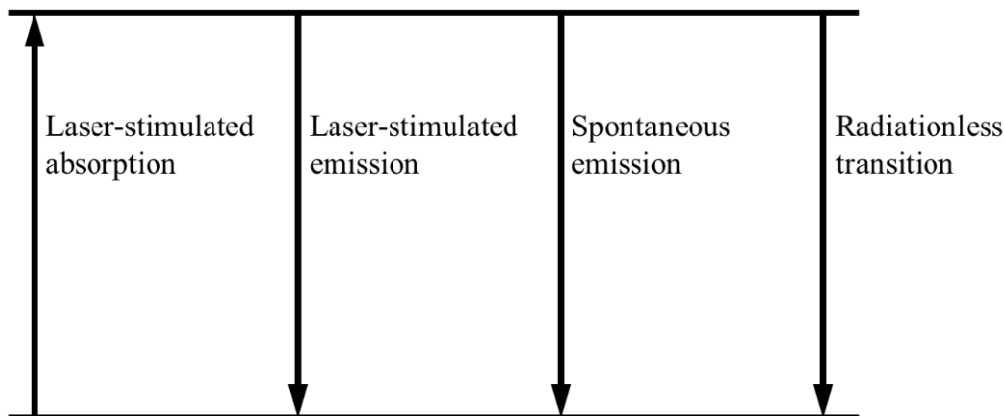 Laser-stimulated
absorption
Laser-stimulated
emission
Spontaneous
emission
Radiationless
transition